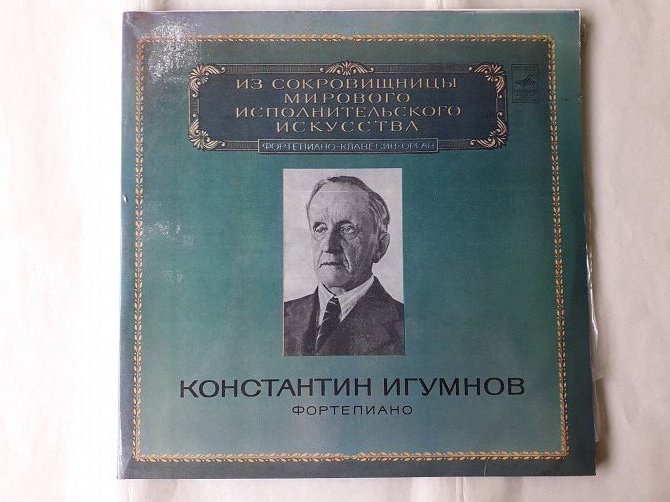 ИЗ СОКРОВИЩНИЦЫ
МИРОВОГО
ИСПОЛНИТЕЛЬСКОГО
ИСКУССТВА
ФОРТЕПИАНО·КЛАВЕСИН·ОРГАН
КОНСТАНТИН ИГУМНОВ
ФОРТЕПИАНО